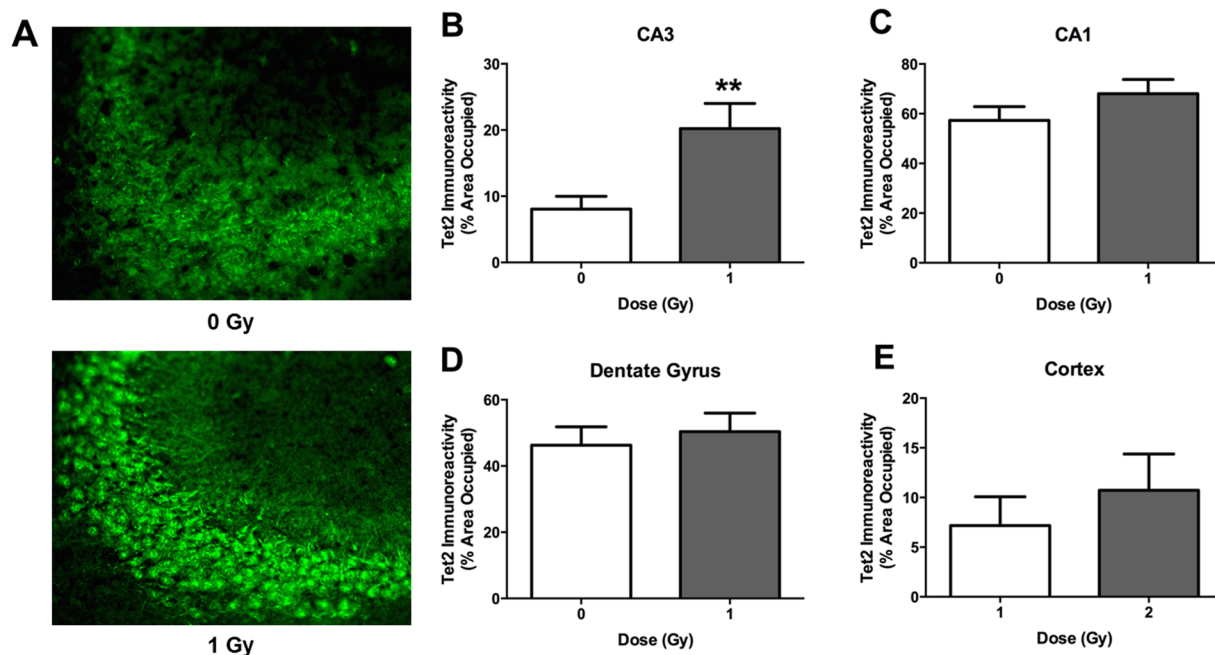 A
0 Gy
1 Gy
B
CA3
Tet2 Immunoreactivity
(% Area Occupied)
30
20
10
0
**
0
1
Dose (Gy)
C
CA1
Tet2 Immunoreactivity
(% Area Occupied)
80
60
40
20
0
0
1
Dose (Gy)
D
Dentate Gyrus
Tet2 Immunoreactivity
(% Area Occupied)
60
40
20
0
0
1
Dose (Gy)
E
Cortex
Tet2 Immunoreactivity
(% Area Occupied)
20
15
10
5
0
1
2
Dose (Gy)